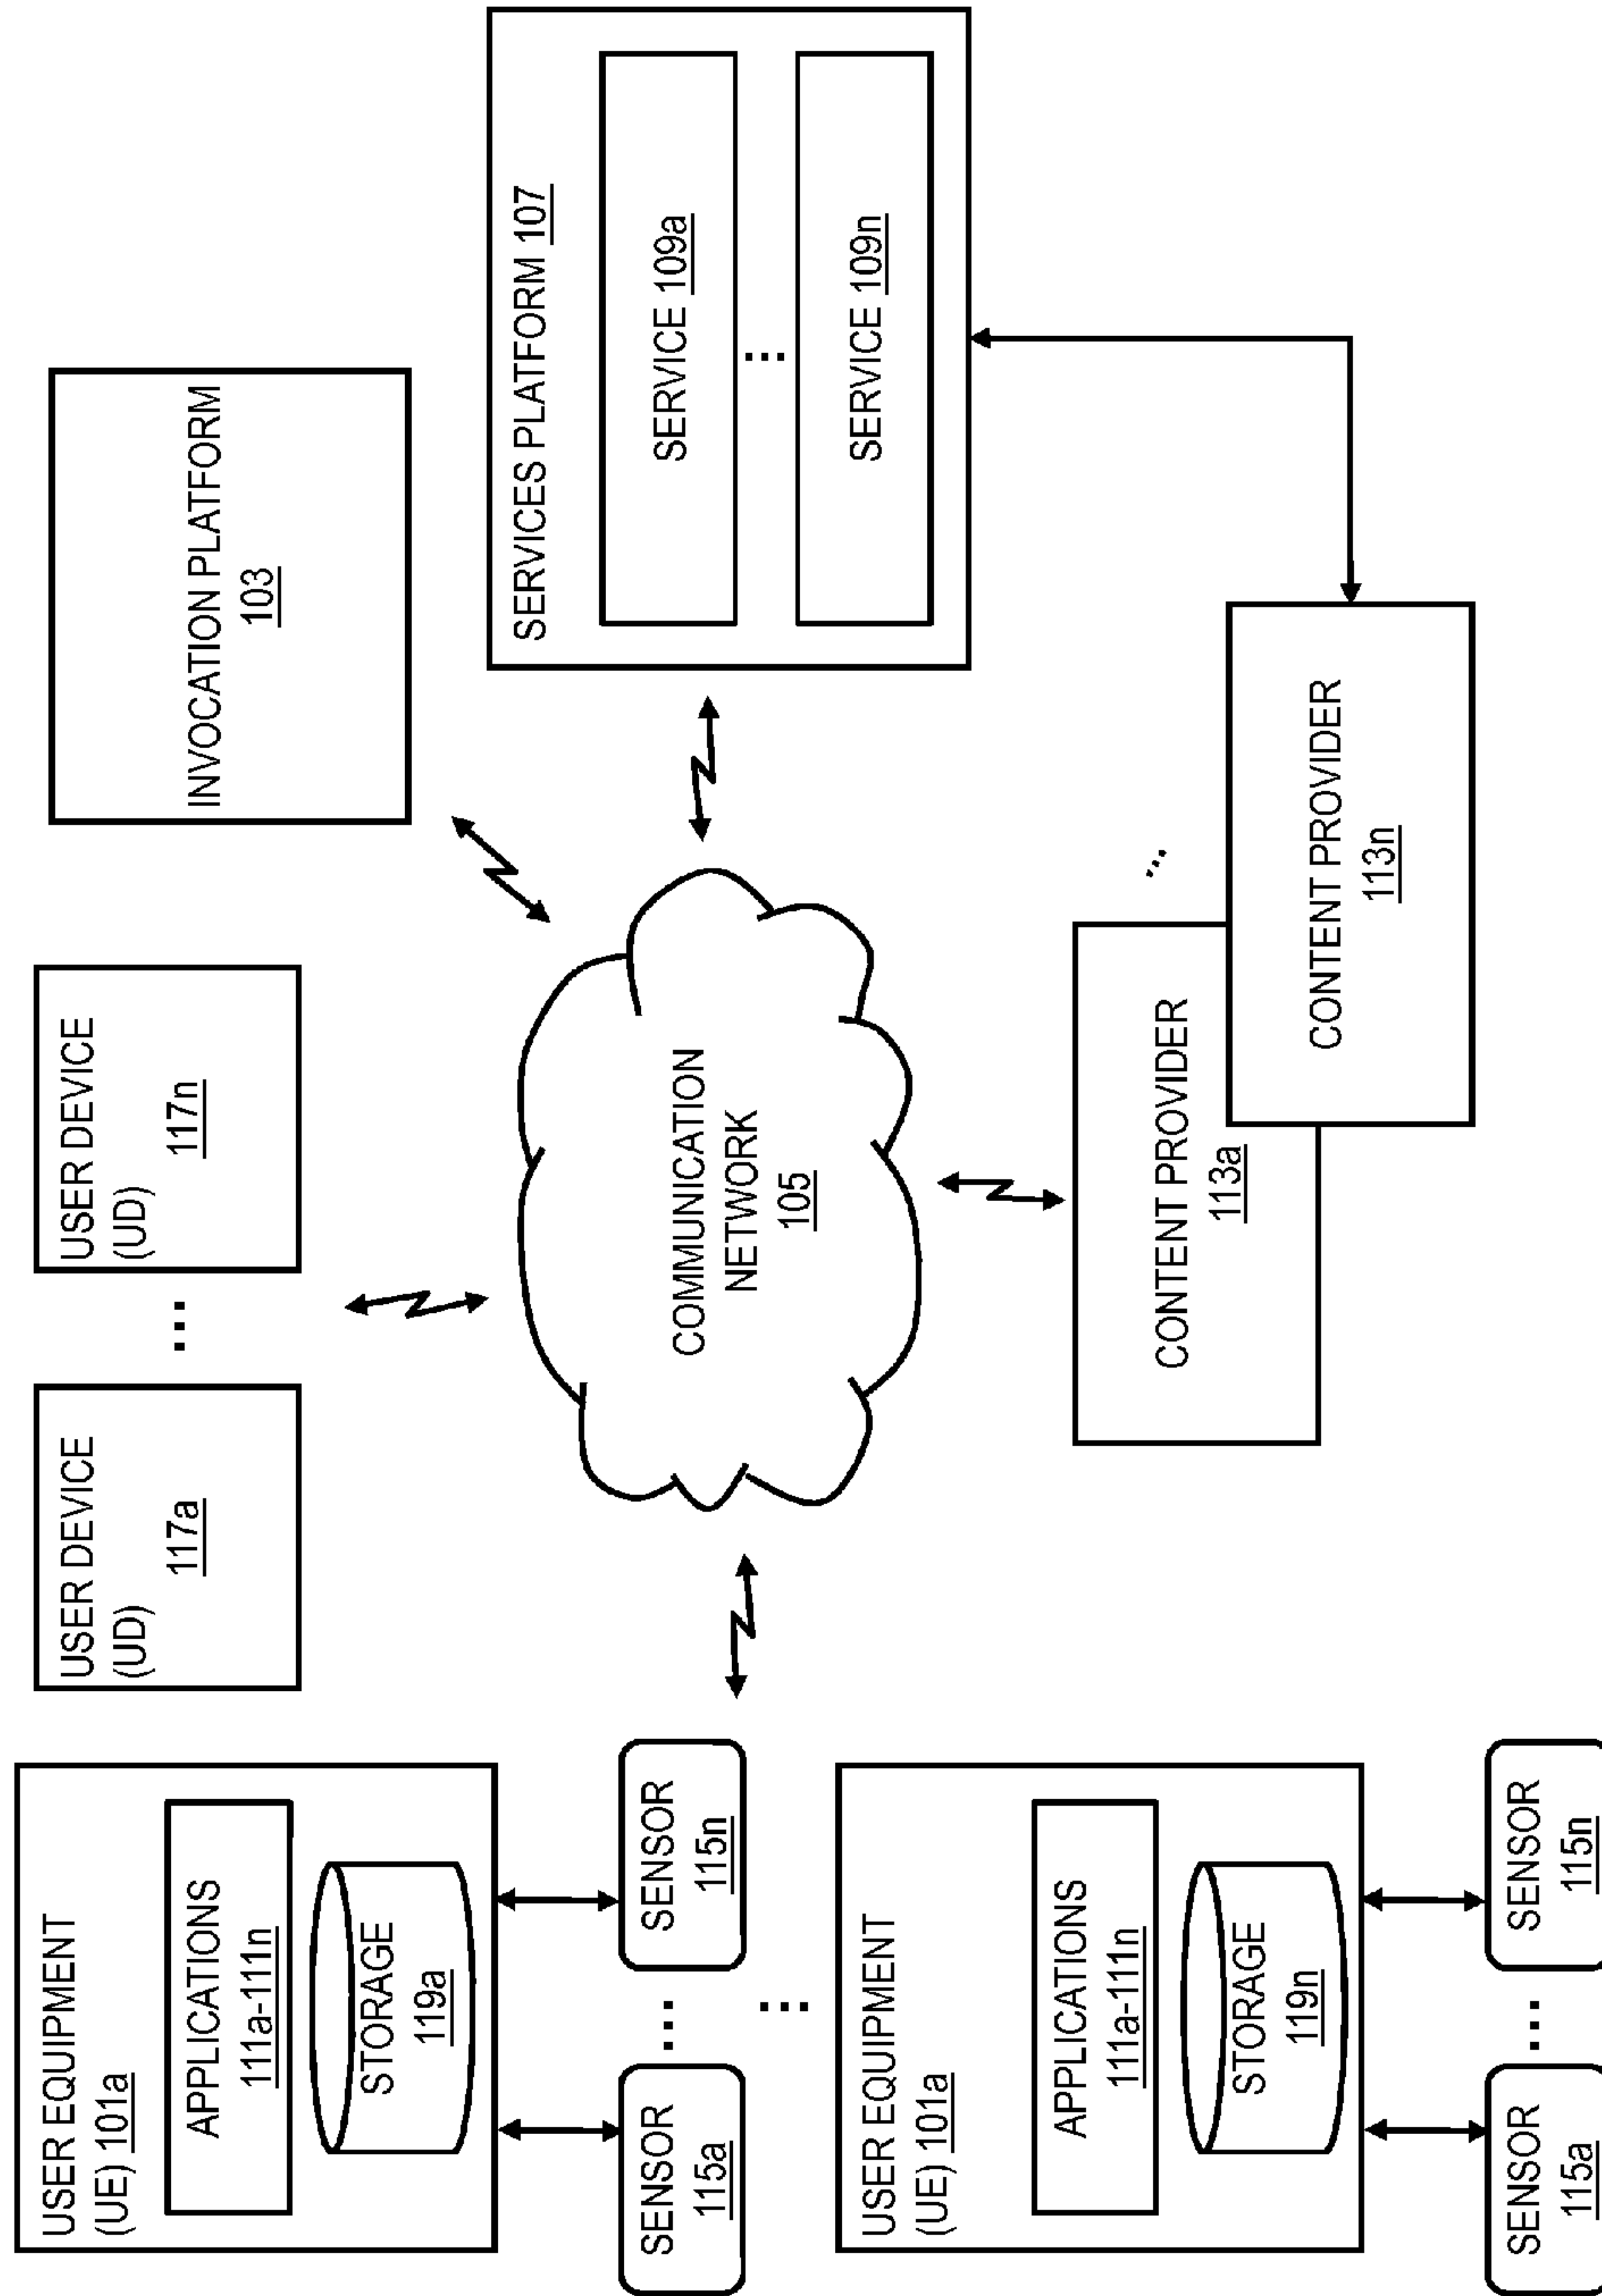 USER EQUIPMENT
(UE) 101a
APPLICATIONS
111a-111n
STORAGE
119a
SENSOR
115a
...
SENSOR
115n
...
USER EQUIPMENT
(UE) 101a
APPLICATIONS
111a-111n
STORAGE
119n
SENSOR
115a
...
SENSOR
115n
USER DEVICE
(UD)
117a
...
USER DEVICE
(UD)
117n
INVOCATION PLATFORM
103
COMMUNICATION
NETWORK
105
SERVICES PLATFORM 107
SERVICE 109a
...
SERVICE 109n
CONTENT PROVIDER
113a
...
CONTENT PROVIDER
113n